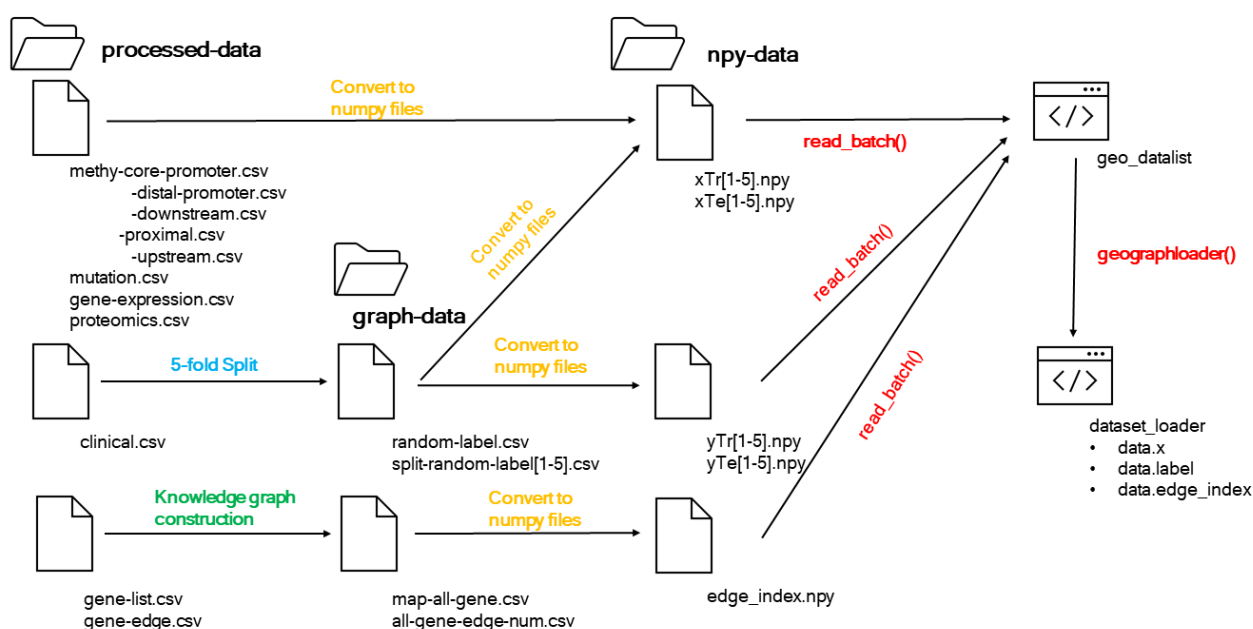 processed-data
npy-data
Convert to
numpy files
read_batch()
</>
geo_datalist
methy-core-promoter.csv
-distal-promoter.csv
-downstream.csv
-proximal.csv
-upstream.csv
mutation.csv
gene-expression.csv
proteomics.csv
xTr[1-5].npy
xTe[1-5].npy
Convert to
numpy files
read_batch()
geographloader()
graph-data
5-fold Split
Convert to
numpy files
read_batch()
</>
clinical.csv
random-label.csv
split-random-label[1-5].csv
yTr[1-5].npy
yTe[1-5].npy
dataset_loader
• data.x
• data.label
• data.edge_index
Knowledge graph
construction
Convert to
numpy files
gene-list.csv
gene-edge.csv
map-all-gene.csv
all-gene-edge-num.csv
edge_index.npy